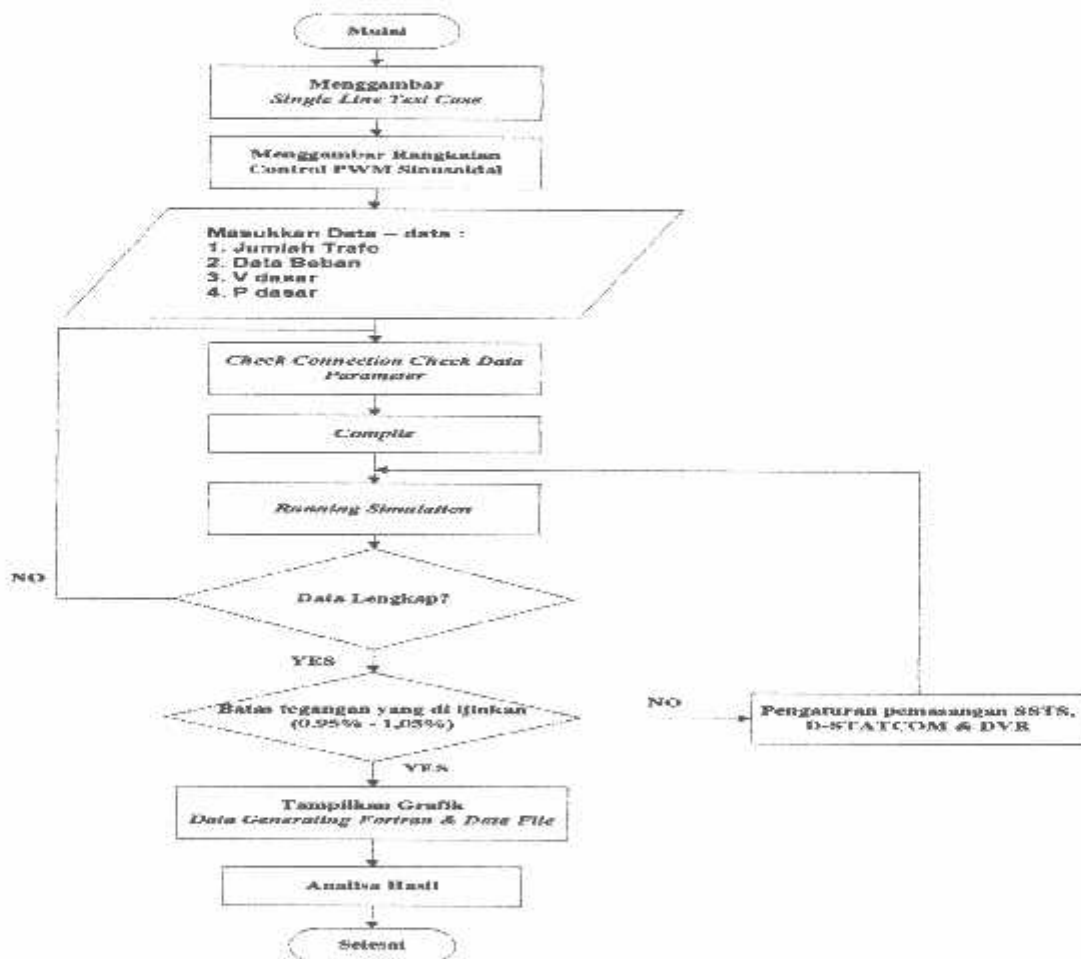 Mulai
Menggambar
Single Line Test Case
Menggambar Rangkaian
Control PWM Sinusoidal
Masukkan Data – data :
1. Jumlah Trafo
2. Data Beban
3. V dasar
4. P dasar
Check Connection Check Data
Parameter
Compile
Running Simulation
NO
Data Lengkap?
YES
Batas tegangan yang di ijinkan
(0.95% - 1,05%)
NO
Pengaturan pemasangan SSTS,
D-STATCOM & DVR
YES
Tampilkan Grafik
Data Generating Fortran & Data File
Analisa Hasil
Selesai